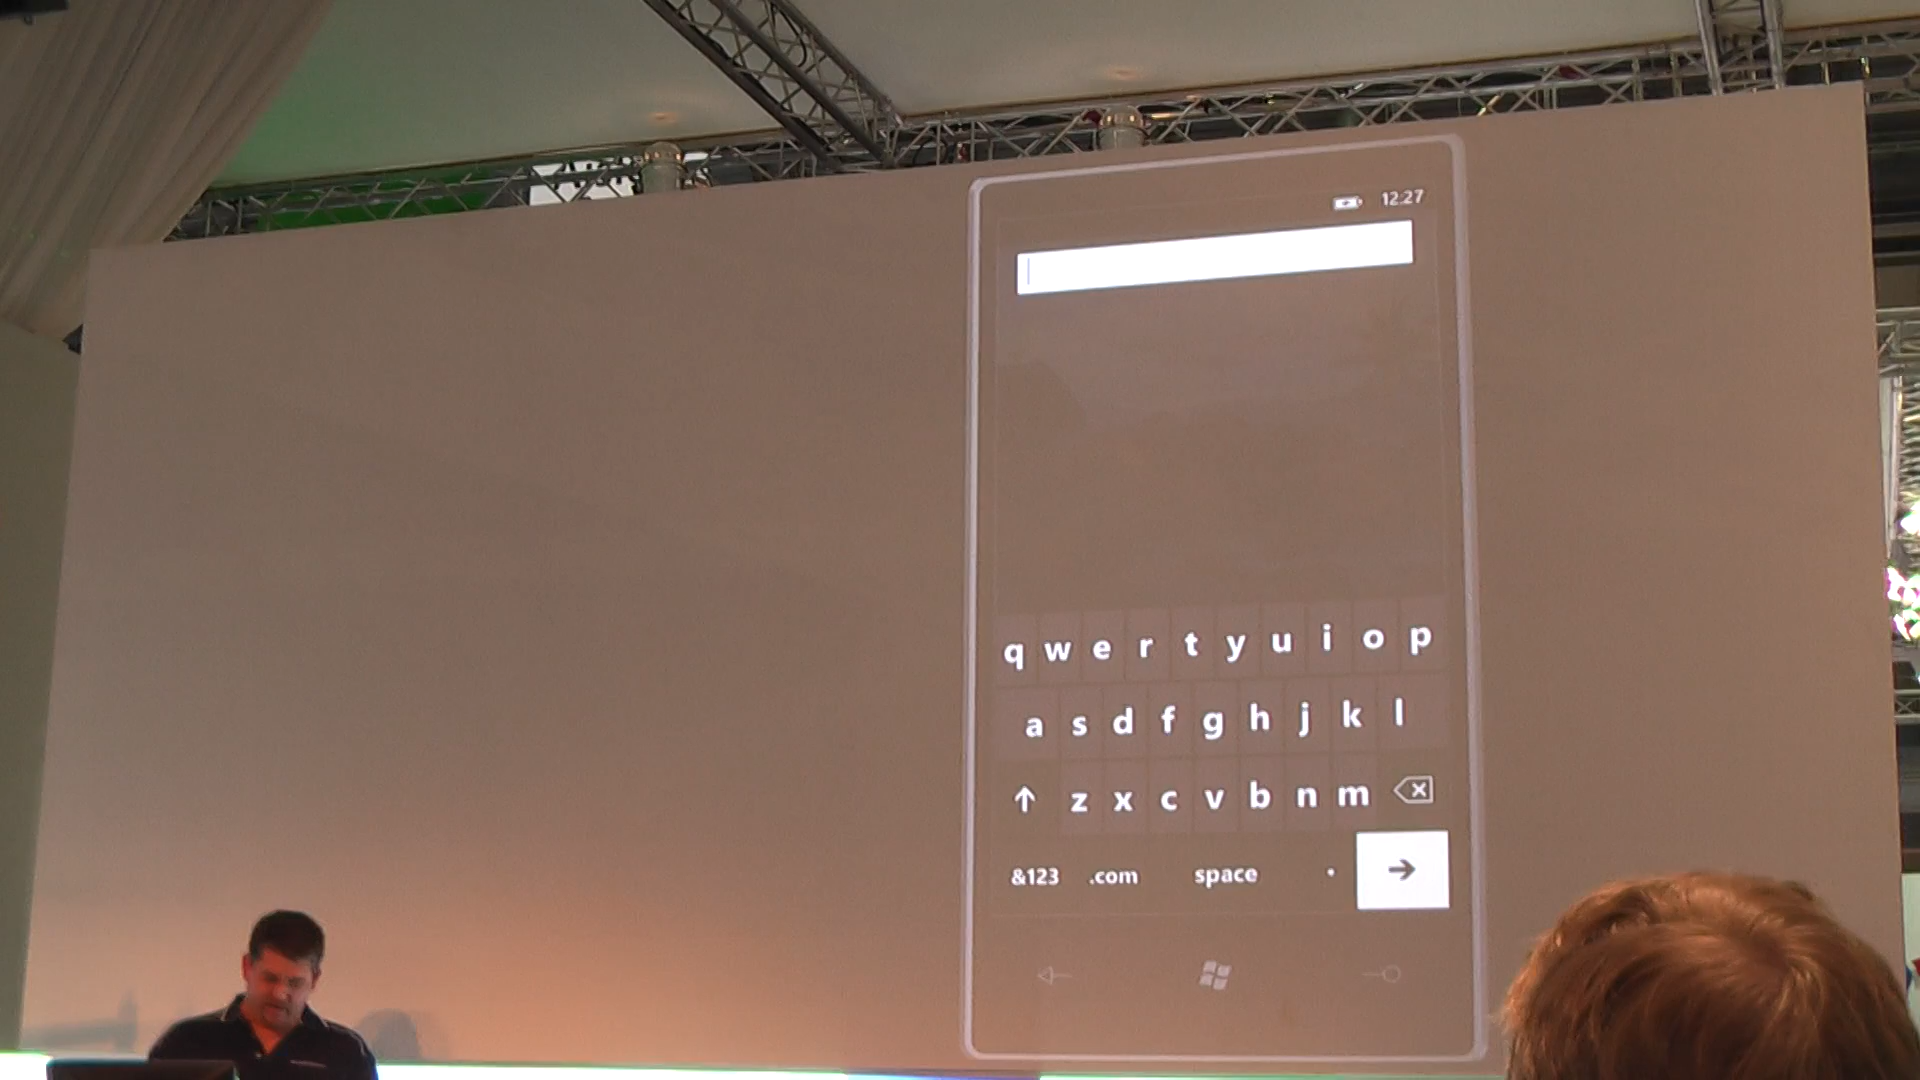 12:27
q w e r t y u i o p
a s d f g h j k l
z x c v b n m
&123 .com space .